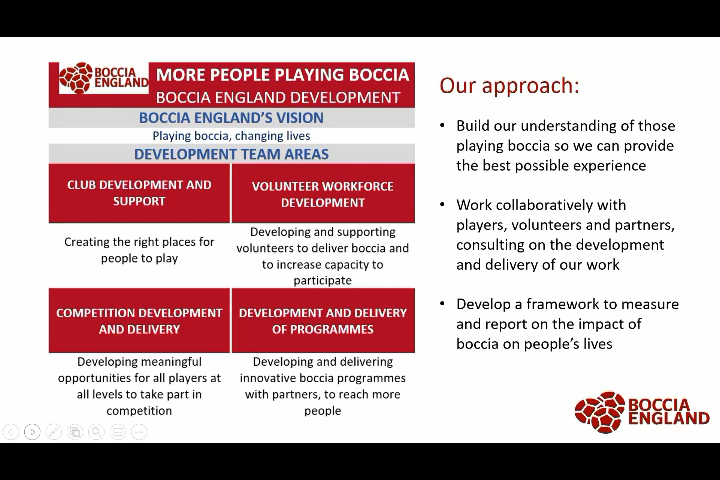 BOCCIA
ENGLAND
MORE PEOPLE PLAYING BOCCIA
BOCCIA ENGLAND DEVELOPMENT
BOCCIA ENGLAND'S VISION
Playing boccia, changing lives
DEVELOPMENT TEAM AREAS
CLUB DEVELOPMENT AND
SUPPORT
VOLUNTEER WORKFORCE
DEVELOPMENT
Creating the right places for
people to play
Developing and supporting
volunteers to deliver boccia and
to increase capacity to
participate
COMPETITION DEVELOPMENT
AND DELIVERY
DEVELOPMENT AND DELIVERY
OF PROGRAMMES
Developing meaningful
opportunities for all players at
all levels to take part in
competition
Developing and delivering
innovative boccia programmes
with partners, to reach more
people
Our approach:
• Build our understanding of those
playing boccia so we can provide
the best possible experience
• Work collaboratively with
players, volunteers and partners,
consulting on the development
and delivery of our work
• Develop a framework to measure
and report on the impact of
boccia on people's lives
BOCCIA
ENGLAND